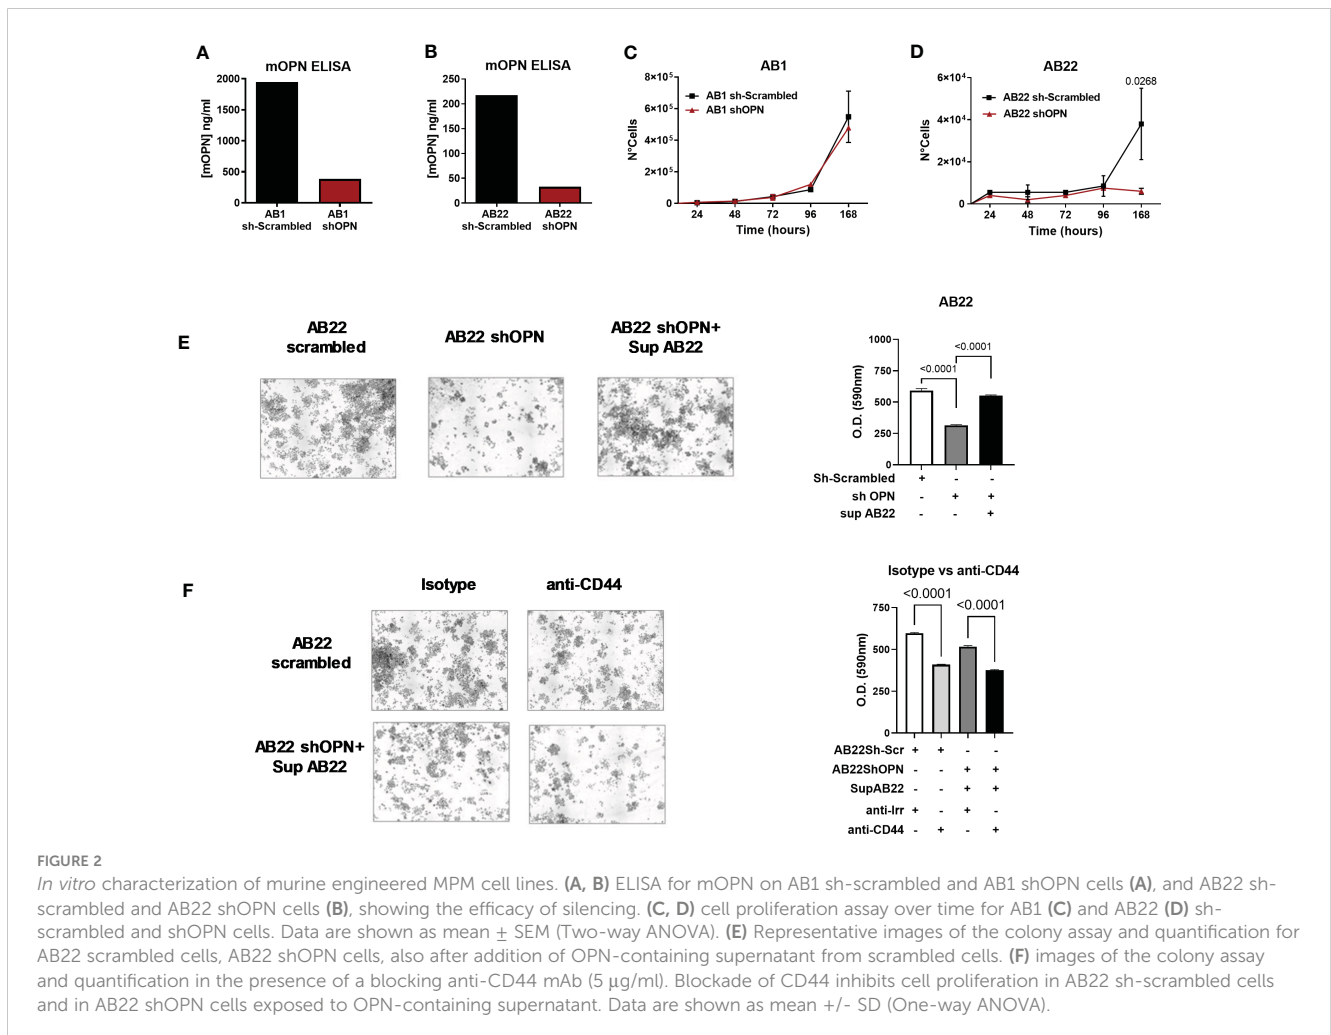 A
mOPN ELISA
[mOPN] ng/ml
2000
1500
1000
500
0
AB1
sh-Scrambled
AB1
shOPN
B
mOPN ELISA
[mOPN] ng/ml
250
200
150
100
50
0
AB22
sh-Scrambled
AB22
shOPN
C
AB1
AB1 sh-Scrambled
AB1 shOPN
N°Cells
8×10⁵
6×10⁵
4×10⁵
2×10⁵
0
24 48 72 96 168
Time (hours)
D
AB22
0.0268
AB22 sh-Scrambled
AB22 shOPN
N°Cells
6×10⁴
4×10⁴
2×10⁴
0
24 48 72 96 168
Time (hours)
E
AB22
scrambled
AB22 shOPN
AB22 shOPN+
Sup AB22
AB22
<0.0001
<0.0001
O.D. (590nm)
1000
750
500
250
0
Sh-Scrambled + - -
sh OPN - + +
sup AB22 - - +
F
Isotype
anti-CD44
AB22
scrambled
AB22 shOPN+
Sup AB22
Isotype vs anti-CD44
<0.0001
<0.0001
O.D. (590nm)
750
500
250
0
AB22Sh-Scr + + - -
AB22ShOPN - - + +
SupAB22 - - + +
anti-Irr + - + -
anti-CD44 - + - +
FIGURE 2
In vitro characterization of murine engineered MPM cell lines. (A, B) ELISA for mOPN on AB1 sh-scrambled and AB1 shOPN cells (A), and AB22 sh-
scrambled and AB22 shOPN cells (B), showing the efficacy of silencing. (C, D) cell proliferation assay over time for AB1 (C) and AB22 (D) sh-
scrambled and shOPN cells. Data are shown as mean ± SEM (Two-way ANOVA). (E) Representative images of the colony assay and quantification for
AB22 scrambled cells, AB22 shOPN cells, also after addition of OPN-containing supernatant from scrambled cells. (F) images of the colony assay
and quantification in the presence of a blocking anti-CD44 mAb (5 μg/ml). Blockade of CD44 inhibits cell proliferation in AB22 sh-scrambled cells
and in AB22 shOPN cells exposed to OPN-containing supernatant. Data are shown as mean +/- SD (One-way ANOVA).